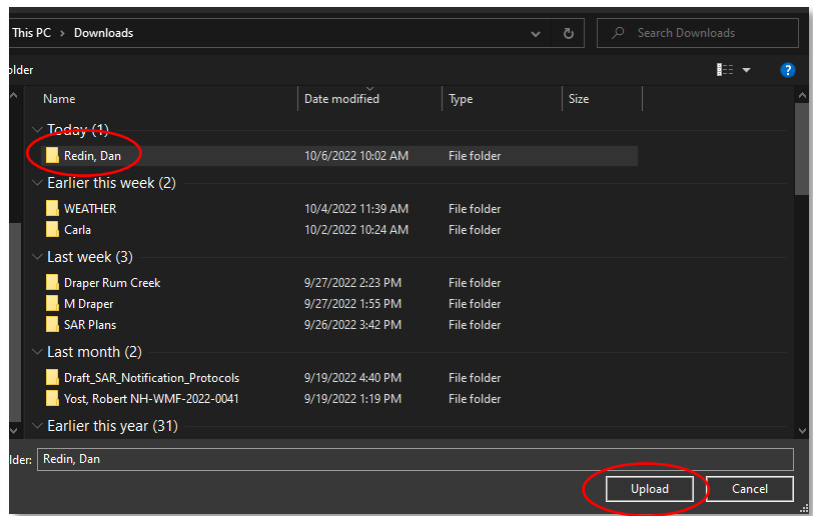 This PC > Downloads Search Downloads
older ?
Name Date modified Type Size
Today (1)
Redin, Dan 10/6/2022 10:02 AM File folder
Earlier this week (2)
WEATHER 10/4/2022 11:39 AM File folder
Carla 10/2/2022 10:24 AM File folder
Last week (3)
Draper Rum Creek 9/27/2022 2:23 PM File folder
M Draper 9/27/2022 1:55 PM File folder
SAR Plans 9/26/2022 3:42 PM File folder
Last month (2)
Draft_SAR_Notification_Protocols 9/19/2022 4:40 PM File folder
Yost, Robert NH-WMF-2022-0041 9/19/2022 1:19 PM File folder
Earlier this year (31)
lder: Redin, Dan
Upload Cancel